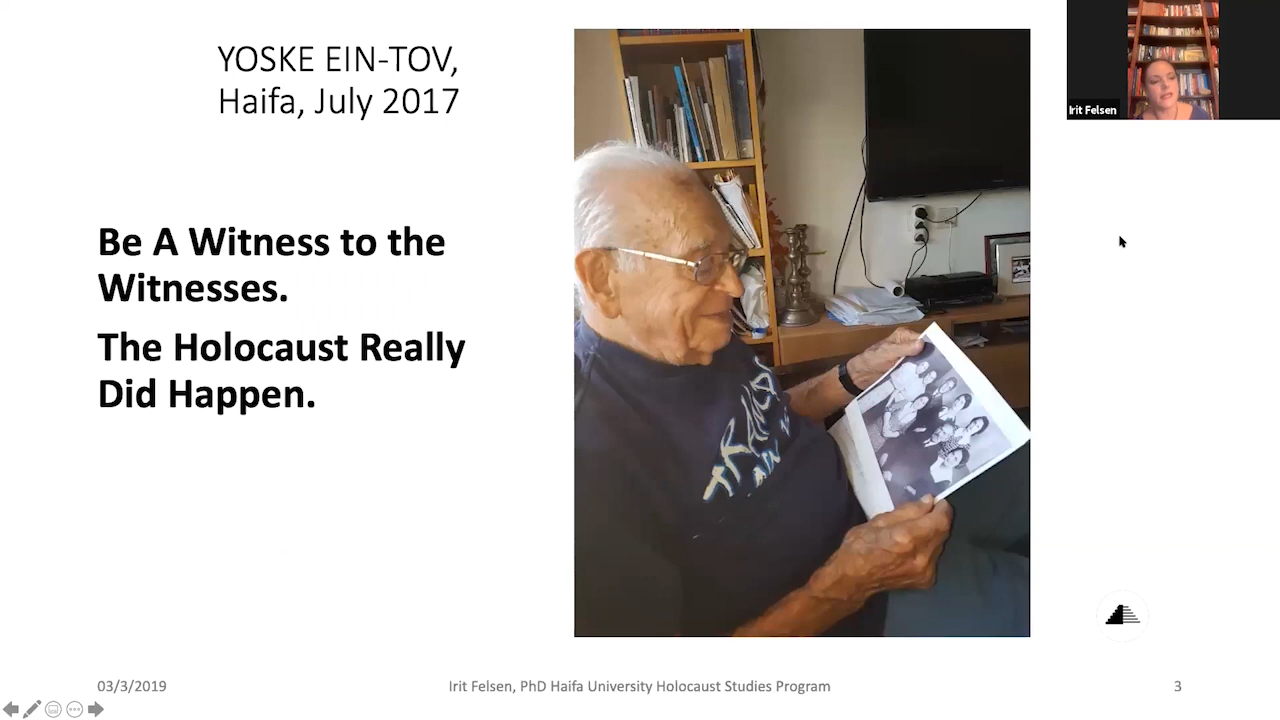 YOSKE EIN-TOV,
Haifa, July 2017
Be A Witness to the
Witnesses.
The Holocaust Really
Did Happen.
Irit Felsen
03/3/2019
Irit Felsen, PhD Haifa University Holocaust Studies Program
3